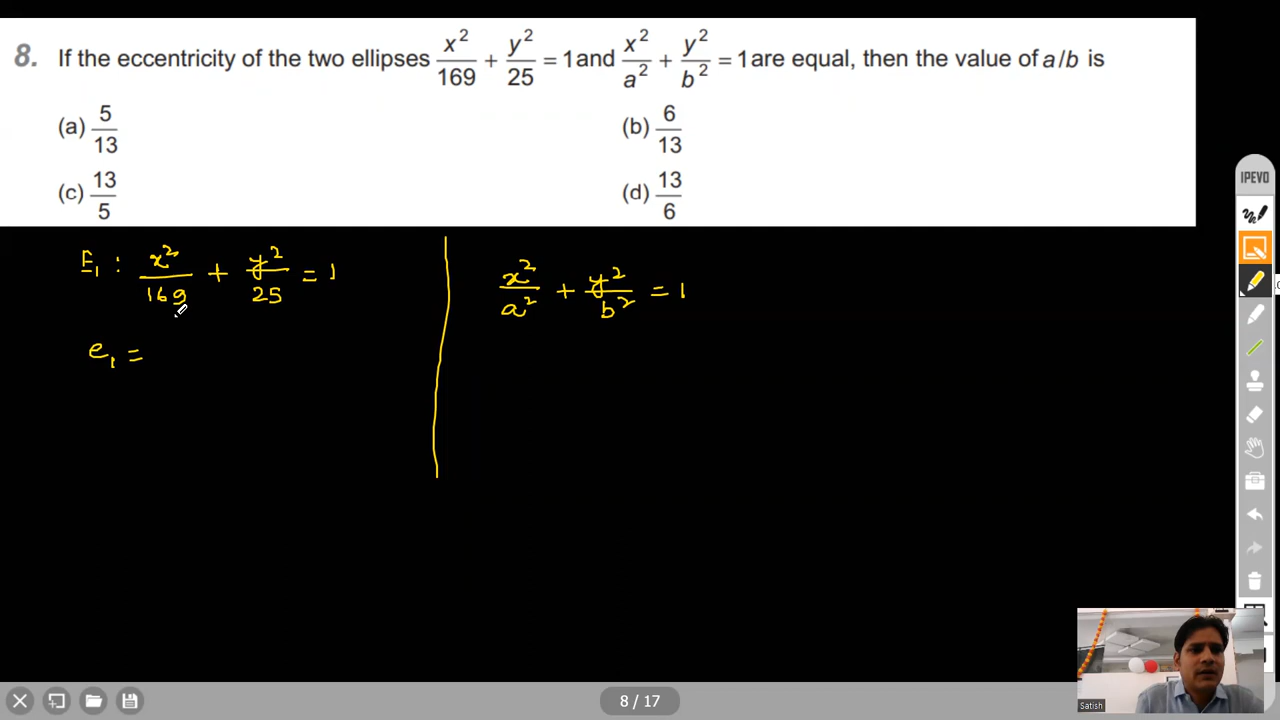 8. If the eccentricity of the two ellipses x²/169 + y²/25 = 1 and x²/a² + y²/b² = 1 are equal, then the value of a/b is
(a) 5/13 (b) 6/13
(c) 13/5 (d) 13/6
E₁ : x²/169 + y²/25 = 1
x²/a² + y²/b² = 1
e₁ =
IPEVO
Satish
8 / 17